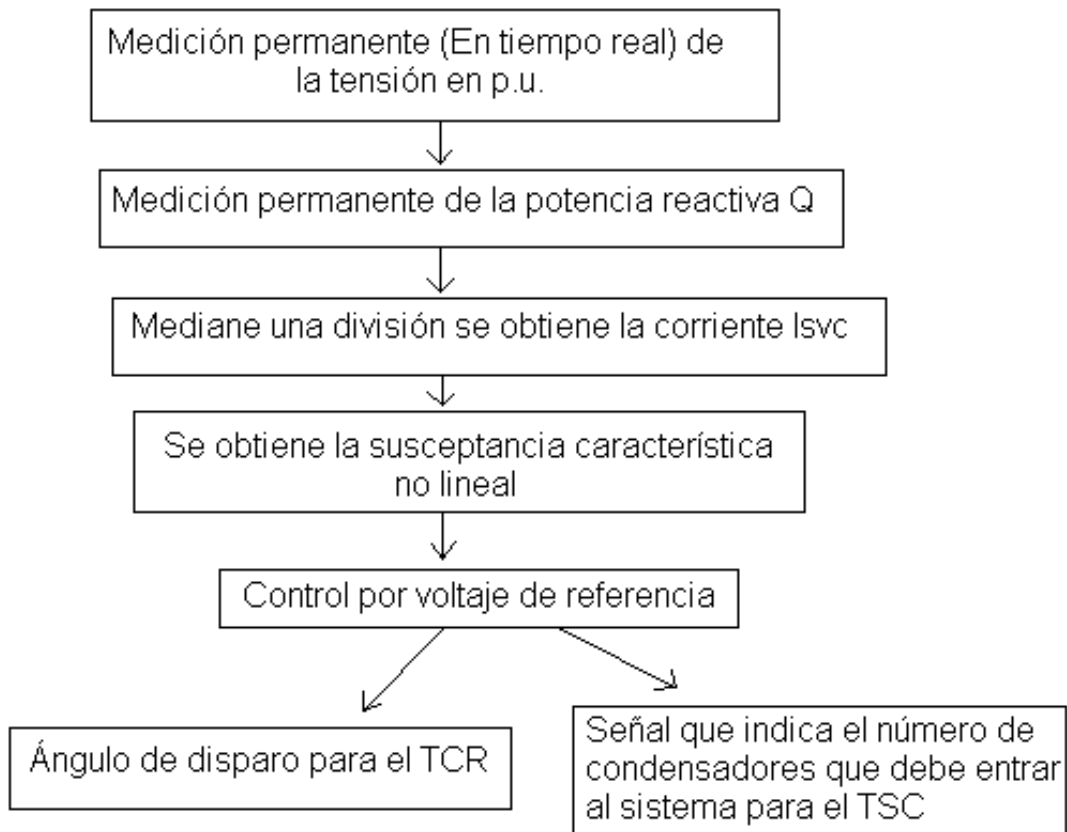 Medición permanente (En tiempo real) de
la tensión en p.u.
Medición permanente de la potencia reactiva Q
Mediane una división se obtiene la corriente Isvc
Se obtiene la susceptancia característica
no lineal
Control por voltaje de referencia
Ángulo de disparo para el TCR
Señal que indica el número de
condensadores que debe entrar
al sistema para el TSC